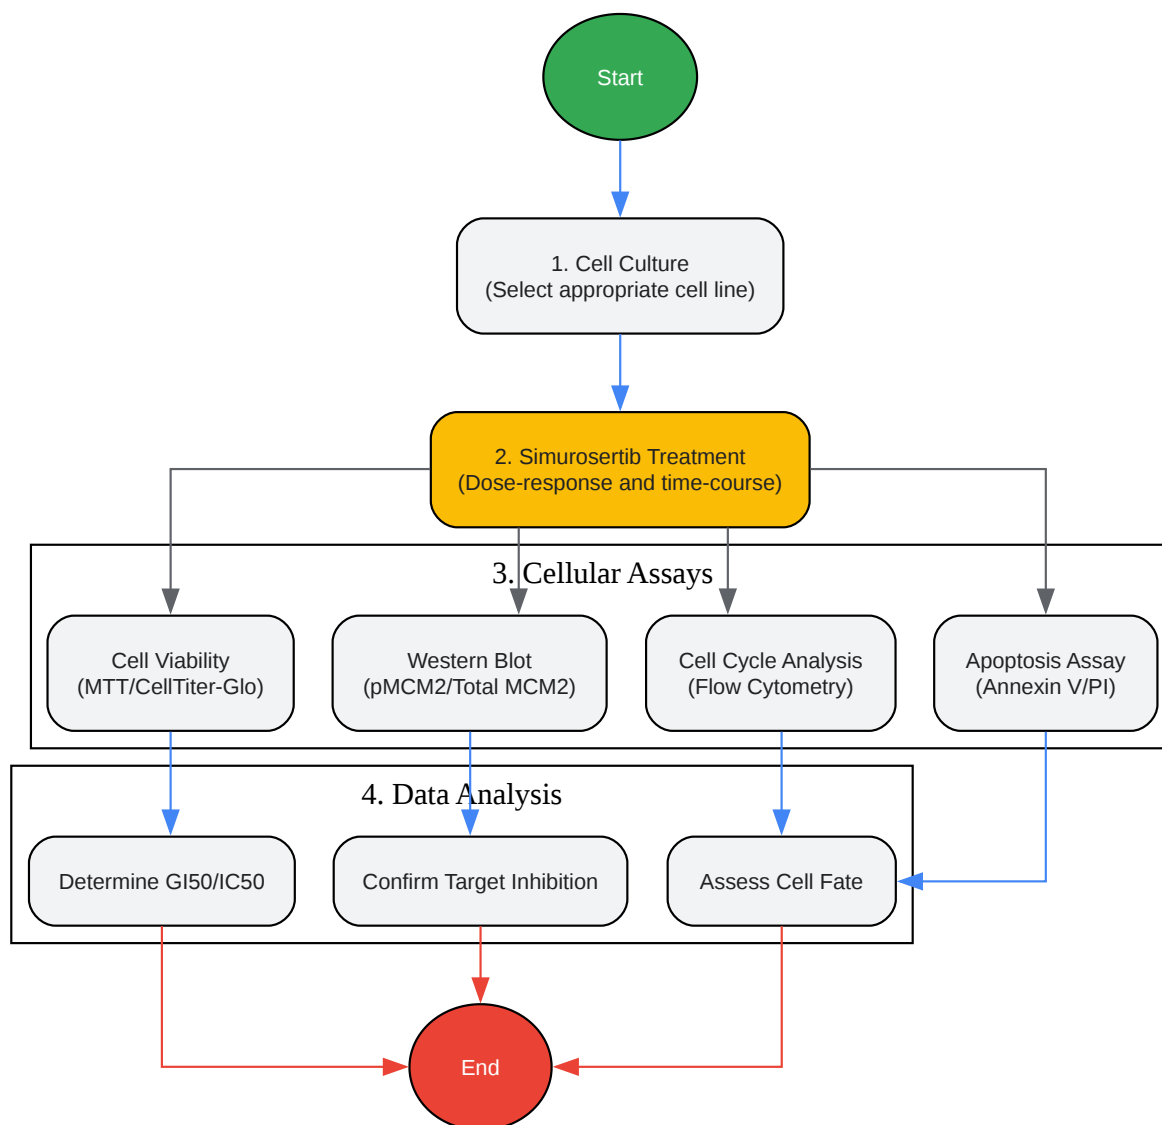 Start
1. Cell Culture
(Select appropriate cell line)
2. Simurosertib Treatment
(Dose-response and time-course)
3. Cellular Assays
Cell Viability
(MTT/CellTiter-Glo)
Western Blot
(pMCM2/Total MCM2)
Cell Cycle Analysis
(Flow Cytometry)
Apoptosis Assay
(Annexin V/PI)
4. Data Analysis
Determine GI50/IC50
Confirm Target Inhibition
Assess Cell Fate
End